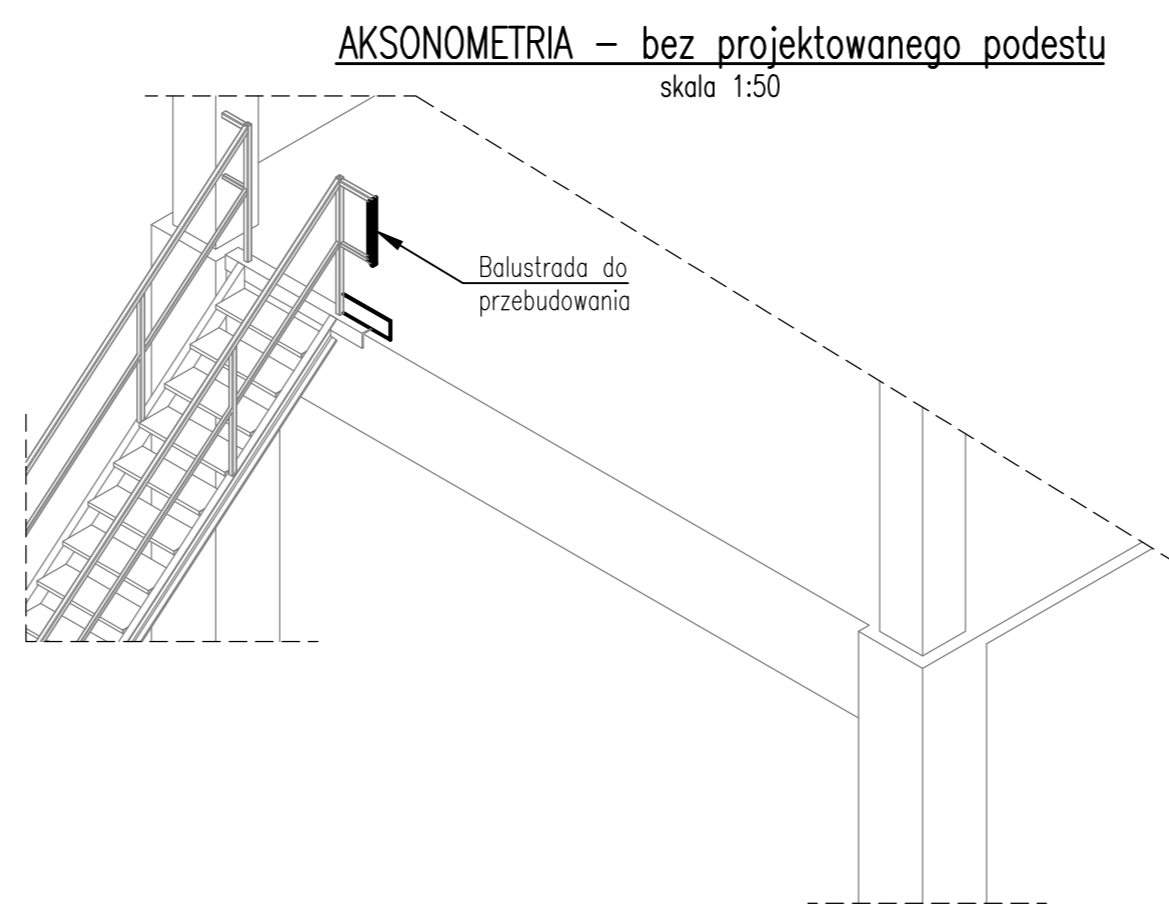 AKSONOMETRIA – bez projektowanego podestu
skala 1:50
Balustrada do
przebudowania